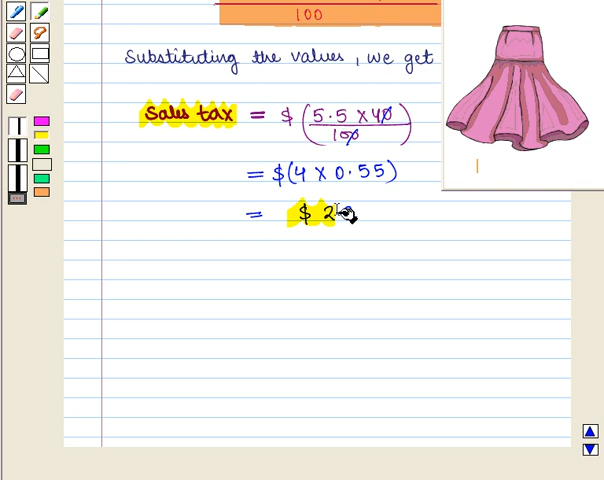 100
Substituting the values, we get
Sales tax = $ (5.5 × 40 / 100)
= $(4 × 0.55)
= $ 2